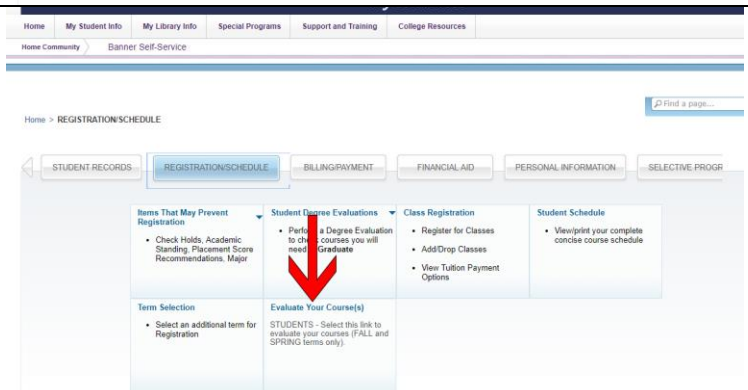 Home My Student Info My Library Info Special Programs Support and Training College Resources
Home Community Banner Self-Service
Find a page...
Home > REGISTRATION/SCHEDULE
STUDENT RECORDS REGISTRATION/SCHEDULE BILLING/PAYMENT FINANCIAL AID PERSONAL INFORMATION SELECTIVE PROGR
Items That May Prevent
Registration
• Check Holds, Academic
Standing, Placement Score
Recommendations, Major
Student Degree Evaluations
• Perform a Degree Evaluation
to check courses you will
need Graduate
Class Registration
• Register for Classes
• Add/Drop Classes
• View Tuition Payment
Options
Student Schedule
• View/print your complete
concise course schedule
Term Selection
• Select an additional term for
Registration
Evaluate Your Course(s)
STUDENTS - Select this link to
evaluate your courses (FALL and
SPRING terms only).